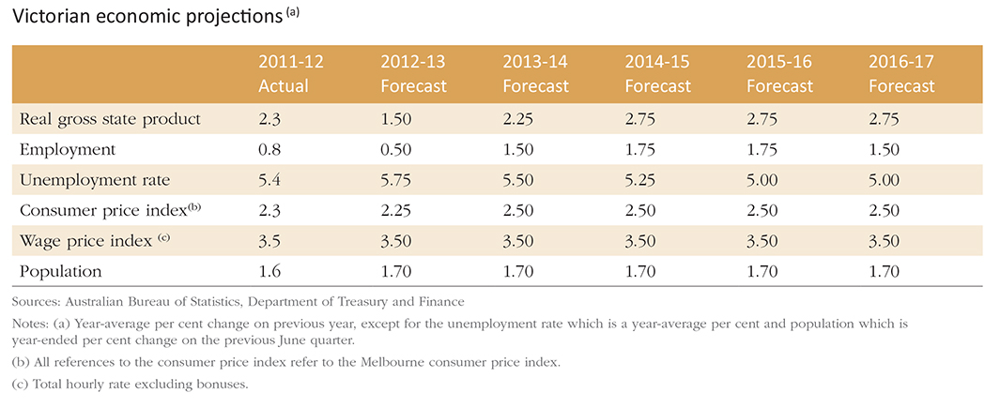 Victorian economic projections (a)
2011-12 2012-13 2013-14 2014-15 2015-16 2016-17
Actual Forecast Forecast Forecast Forecast Forecast
Real gross state product 2.3 1.50 2.25 2.75 2.75 2.75
Employment 0.8 0.50 1.50 1.75 1.75 1.50
Unemployment rate 5.4 5.75 5.50 5.25 5.00 5.00
Consumer price index(b) 2.3 2.25 2.50 2.50 2.50 2.50
Wage price index (c) 3.5 3.50 3.50 3.50 3.50 3.50
Population 1.6 1.70 1.70 1.70 1.70 1.70
Sources: Australian Bureau of Statistics, Department of Treasury and Finance
Notes: (a) Year-average per cent change on previous year, except for the unemployment rate which is a year-average per cent and population which is
year-ended per cent change on the previous June quarter.
(b) All references to the consumer price index refer to the Melbourne consumer price index.
(c) Total hourly rate excluding bonuses.